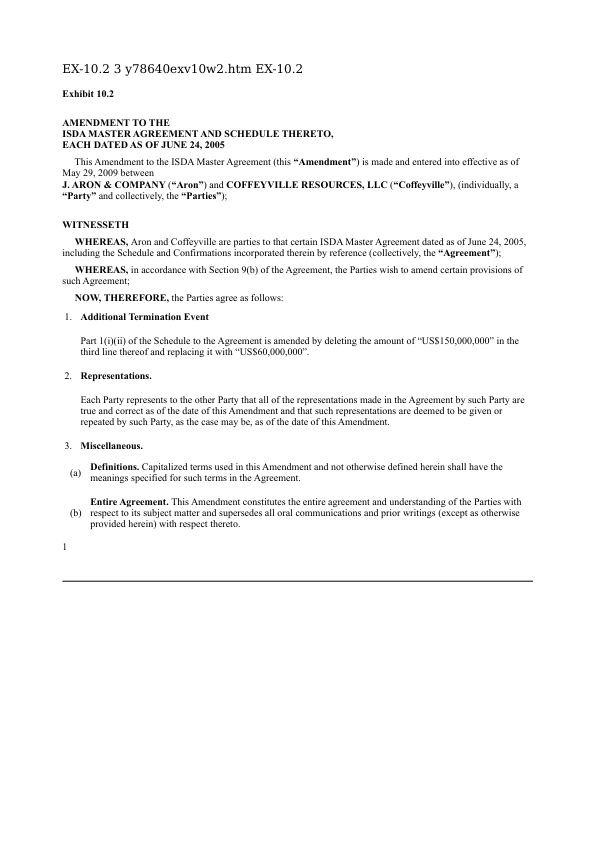 EX-10.2 3 y78640exv10w2.htm EX-10.2
Exhibit 10.2
AMENDMENT TO THE
ISDA MASTER AGREEMENT AND SCHEDULE THERETO,
EACH DATED AS OF JUNE 24, 2005
This Amendment to the ISDA Master Agreement (this “Amendment”) is made and entered into effective as of
May 29, 2009 between
J. ARON & COMPANY (“Aron”) and COFFEYVILLE RESOURCES, LLC (“Coffeyville”), (individually, a
“Party” and collectively, the “Parties”);
WITNESSETH
WHEREAS, Aron and Coffeyville are parties to that certain ISDA Master Agreement dated as of June 24, 2005,
including the Schedule and Confirmations incorporated therein by reference (collectively, the “Agreement”);
WHEREAS, in accordance with Section 9(b) of the Agreement, the Parties wish to amend certain provisions of
such Agreement;
NOW, THEREFORE, the Parties agree as follows:
1. Additional Termination Event
Part 1(i)(ii) of the Schedule to the Agreement is amended by deleting the amount of “US$150,000,000” in the
third line thereof and replacing it with “US$60,000,000”.
2. Representations.
Each Party represents to the other Party that all of the representations made in the Agreement by such Party are
true and correct as of the date of this Amendment and that such representations are deemed to be given or
repeated by such Party, as the case may be, as of the date of this Amendment.
3. Miscellaneous.
(a) Definitions. Capitalized terms used in this Amendment and not otherwise defined herein shall have the
meanings specified for such terms in the Agreement.
(b) Entire Agreement. This Amendment constitutes the entire agreement and understanding of the Parties with
respect to its subject matter and supersedes all oral communications and prior writings (except as otherwise
provided herein) with respect thereto.
1